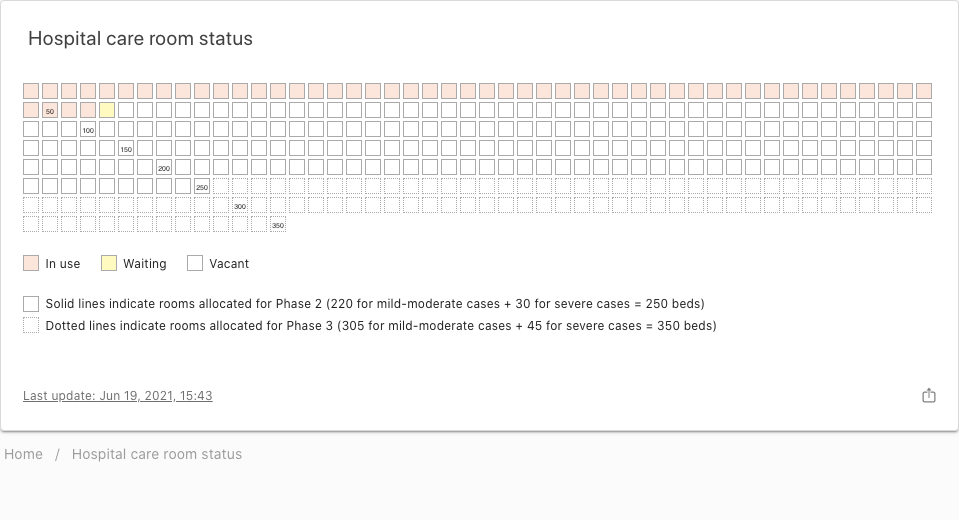 Hospital care room status
50
100
150
200
250
300
350
In use Waiting Vacant
Solid lines indicate rooms allocated for Phase 2 (220 for mild-moderate cases + 30 for severe cases = 250 beds)
Dotted lines indicate rooms allocated for Phase 3 (305 for mild-moderate cases + 45 for severe cases = 350 beds)
Last update: Jun 19, 2021, 15:43
Home / Hospital care room status